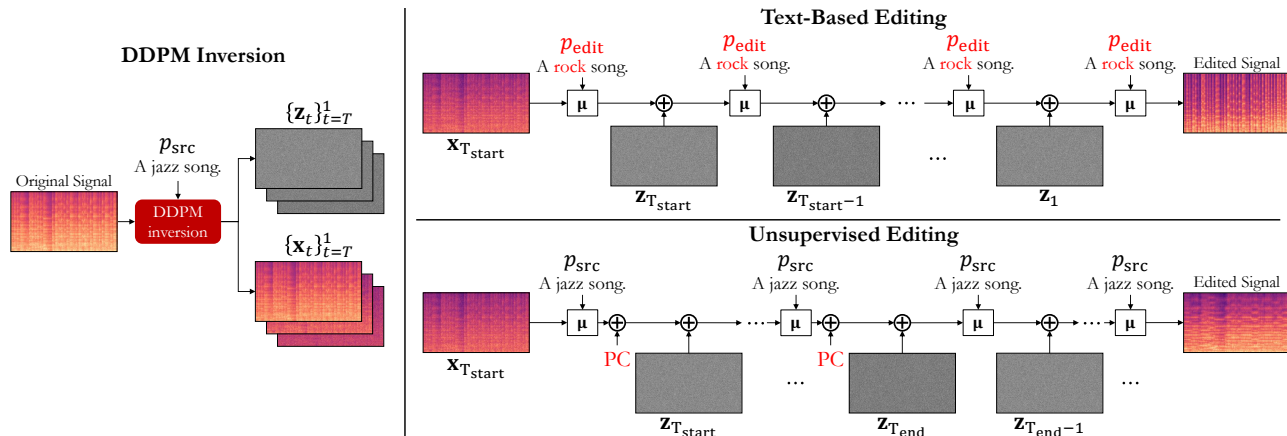 DDPM Inversion
{z_t}^1_{t=T}
p_src
A jazz song.
Original Signal
DDPM
inversion
{x_t}^1_{t=T}
Text-Based Editing
p_edit p_edit p_edit p_edit
A rock song. A rock song. A rock song. A rock song.
Edited Signal
μ μ ... μ μ
x_{T_start}
...
z_{T_start} z_{T_start-1} z_1
Unsupervised Editing
p_src p_src p_src p_src
A jazz song. A jazz song. A jazz song. A jazz song.
Edited Signal
μ ... μ μ ... μ
PC PC
x_{T_start}
... ...
z_{T_start} z_{T_end} z_{T_end-1}